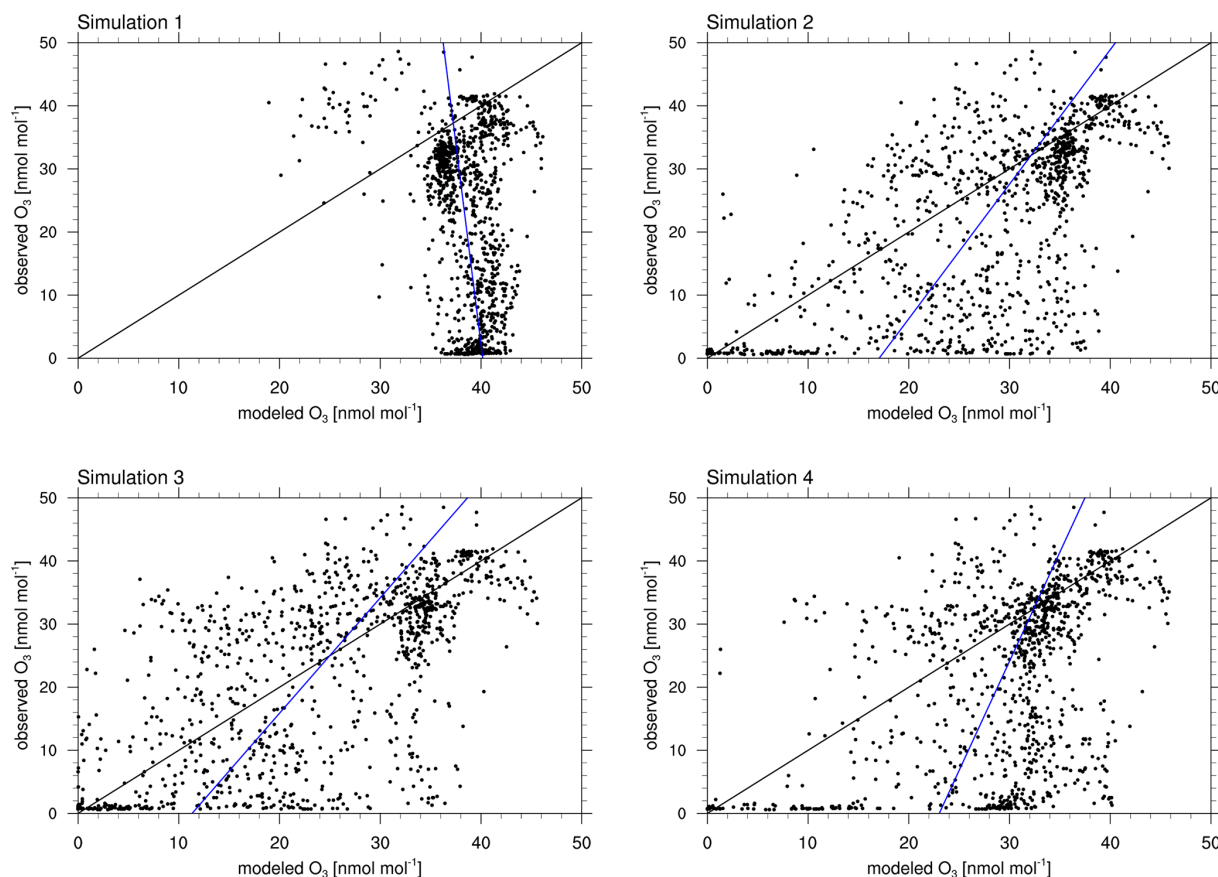 Simulation 1
50
40
30
20
10
0
observed O₃ [nmol mol⁻¹]
0 10 20 30 40 50
modeled O₃ [nmol mol⁻¹]
Simulation 2
50
40
30
20
10
0
observed O₃ [nmol mol⁻¹]
0 10 20 30 40 50
modeled O₃ [nmol mol⁻¹]
Simulation 3
50
40
30
20
10
0
observed O₃ [nmol mol⁻¹]
0 10 20 30 40 50
modeled O₃ [nmol mol⁻¹]
Simulation 4
50
40
30
20
10
0
observed O₃ [nmol mol⁻¹]
0 10 20 30 40 50
modeled O₃ [nmol mol⁻¹]